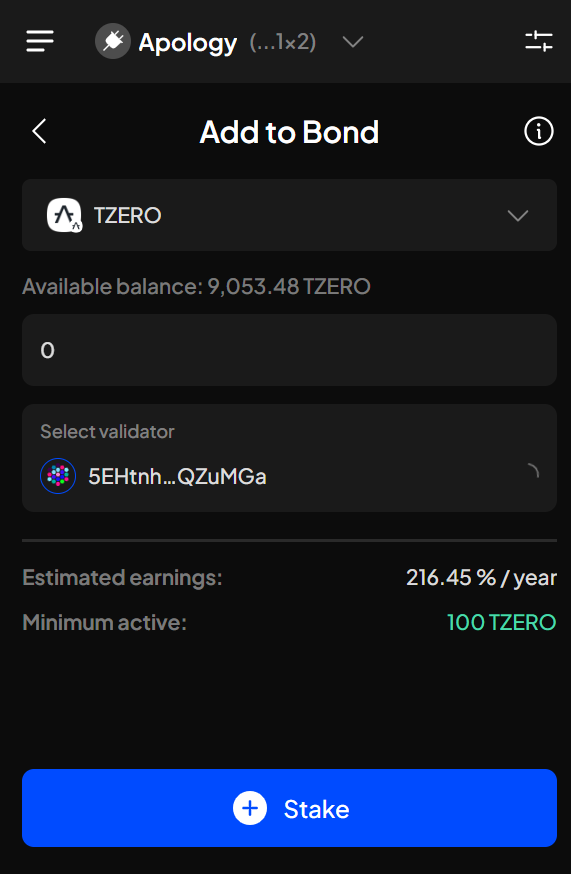 Apology (...1×2)
Add to Bond
TZERO
Available balance: 9,053.48 TZERO
0
Select validator
5EHtnh...QZuMGa
Estimated earnings: 216.45 % / year
Minimum active: 100 TZERO
Stake